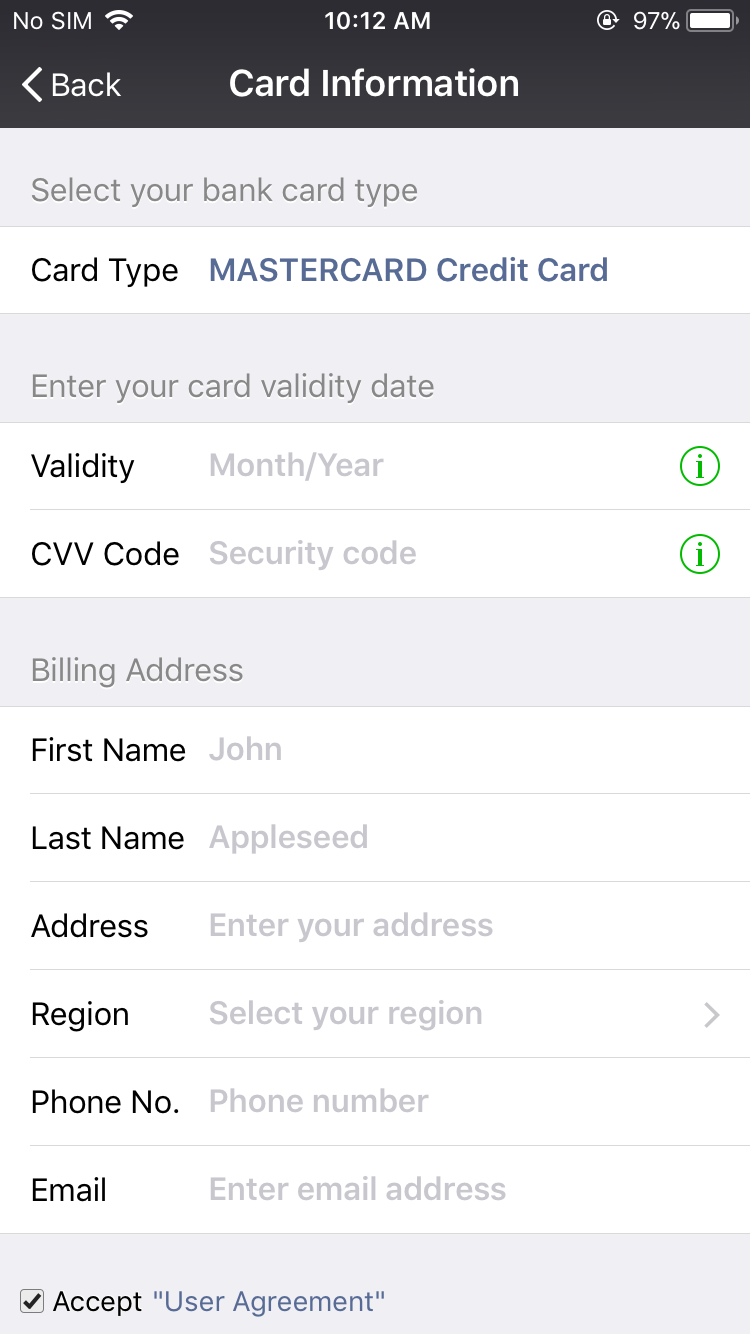 No SIM 10:12 AM 97%
Back Card Information
Select your bank card type
Card Type MASTERCARD Credit Card
Enter your card validity date
Validity Month/Year
CVV Code Security code
Billing Address
First Name John
Last Name Appleseed
Address Enter your address
Region Select your region
Phone No. Phone number
Email Enter email address
Accept "User Agreement"